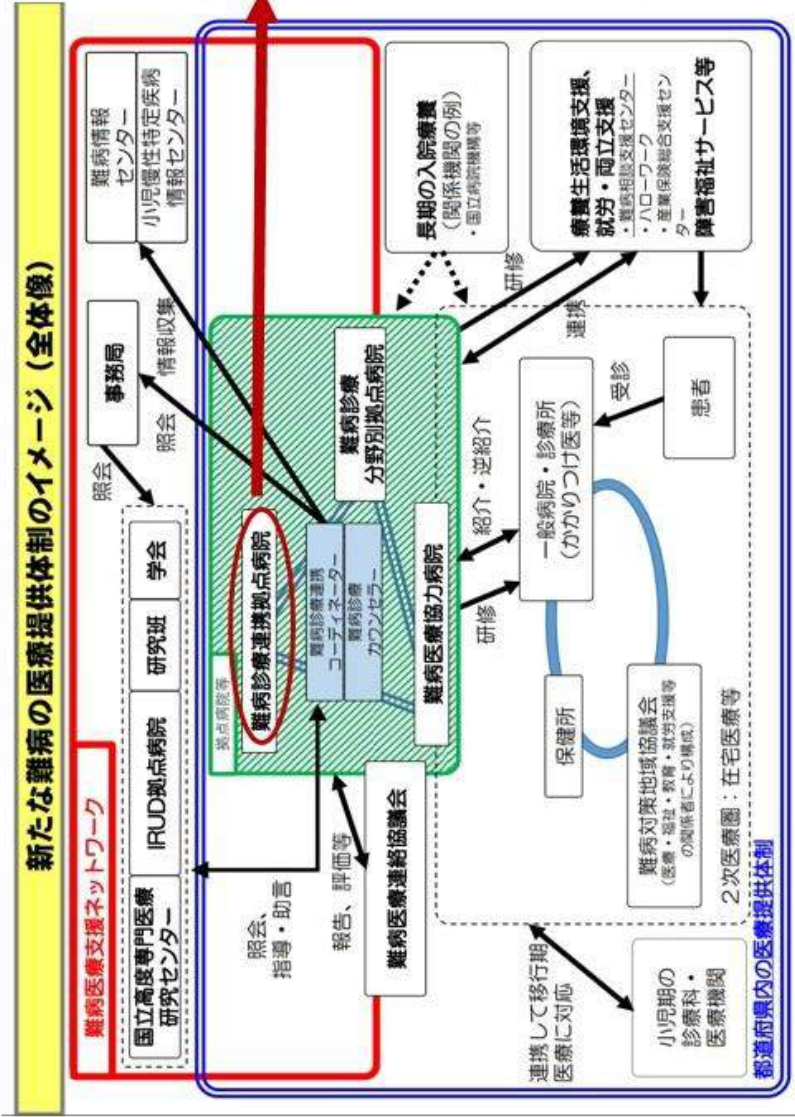 新たな難病の医療提供体制のイメージ（全体像）
難病医療支援ネットワーク
国立高度専門医療
研究センター
IRUD拠点病院
研究班
学会
照会
事務局
難病情報
センター
小児慢性特定疾病
情報センター
照会
情報収集
照会、
指導・助言
報告、評価等
難病医療連絡協議会
拠点病院等
難病診療連携拠点病院
難病診療連携
コーディネーター
難病診療
カウンセラー
難病診療
分野別拠点病院
難病医療協力病院
長期の入院療養
（関係機関の例）
・国立病院機構等
研修
連携
療養生活環境支援、
就労・両立支援
・難病相談支援センター
・ハローワーク
・産業保険総合支援セン
ター
障害福祉サービス等
研修
紹介・逆紹介
一般病院・診療所
（かかりつけ医等）
受診
患者
保健所
難病対策地域協議会
（医療・福祉・教育・就労支援等
の関係者により構成）
２次医療圏：在宅医療等
連携して移行期
医療に対応
小児期の
診療科・
医療機関
都道府県内の医療提供体制